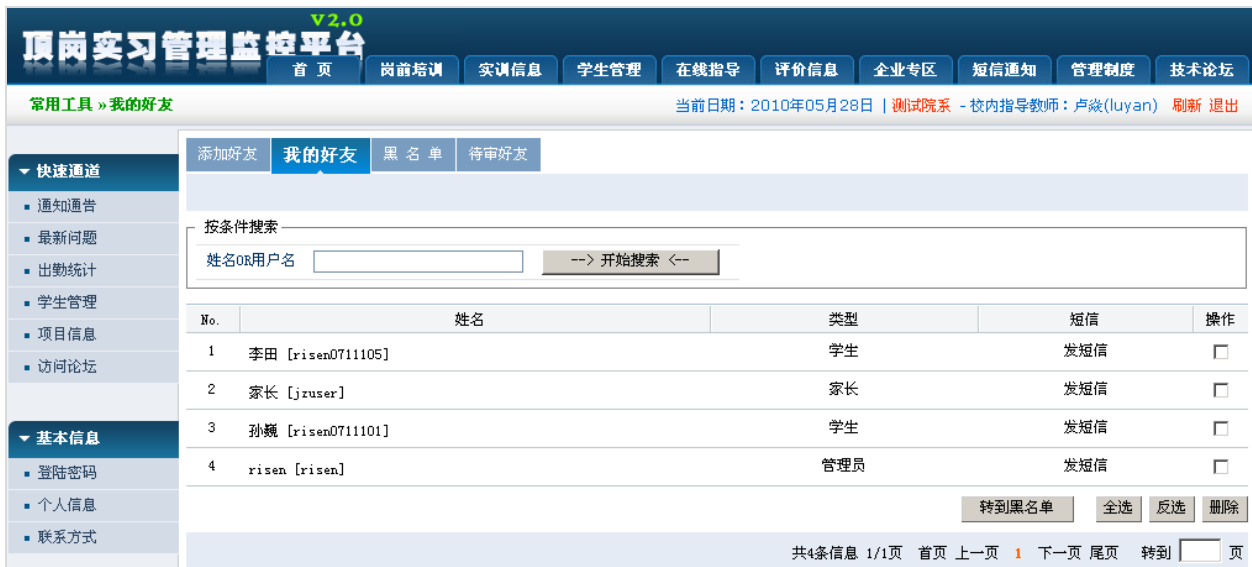 V2.0
顶岗实习管理监控平台
首 页 岗前培训 实训信息 学生管理 在线指导 评价信息 企业专区 短信通知 管理制度 技术论坛
常用工具 » 我的好友 当前日期：2010年05月28日 | 测试院系 - 校内指导教师：卢焱(luyan) 刷新 退出
添加好友 我的好友 黑 名 单 待审好友
快速通道
通知通告
最新问题
出勤统计
学生管理
项目信息
访问论坛
基本信息
登陆密码
个人信息
联系方式
按条件搜索
姓名OR用户名 --> 开始搜索 <--
No. 姓名 类型 短信 操作
1 李田 [risen0711105] 学生 发短信
2 家长 [jzuser] 家长 发短信
3 孙巍 [risen0711101] 学生 发短信
4 risen [risen] 管理员 发短信
转到黑名单 全选 反选 删除
共4条信息 1/1页 首页 上一页 1 下一页 尾页 转到 页